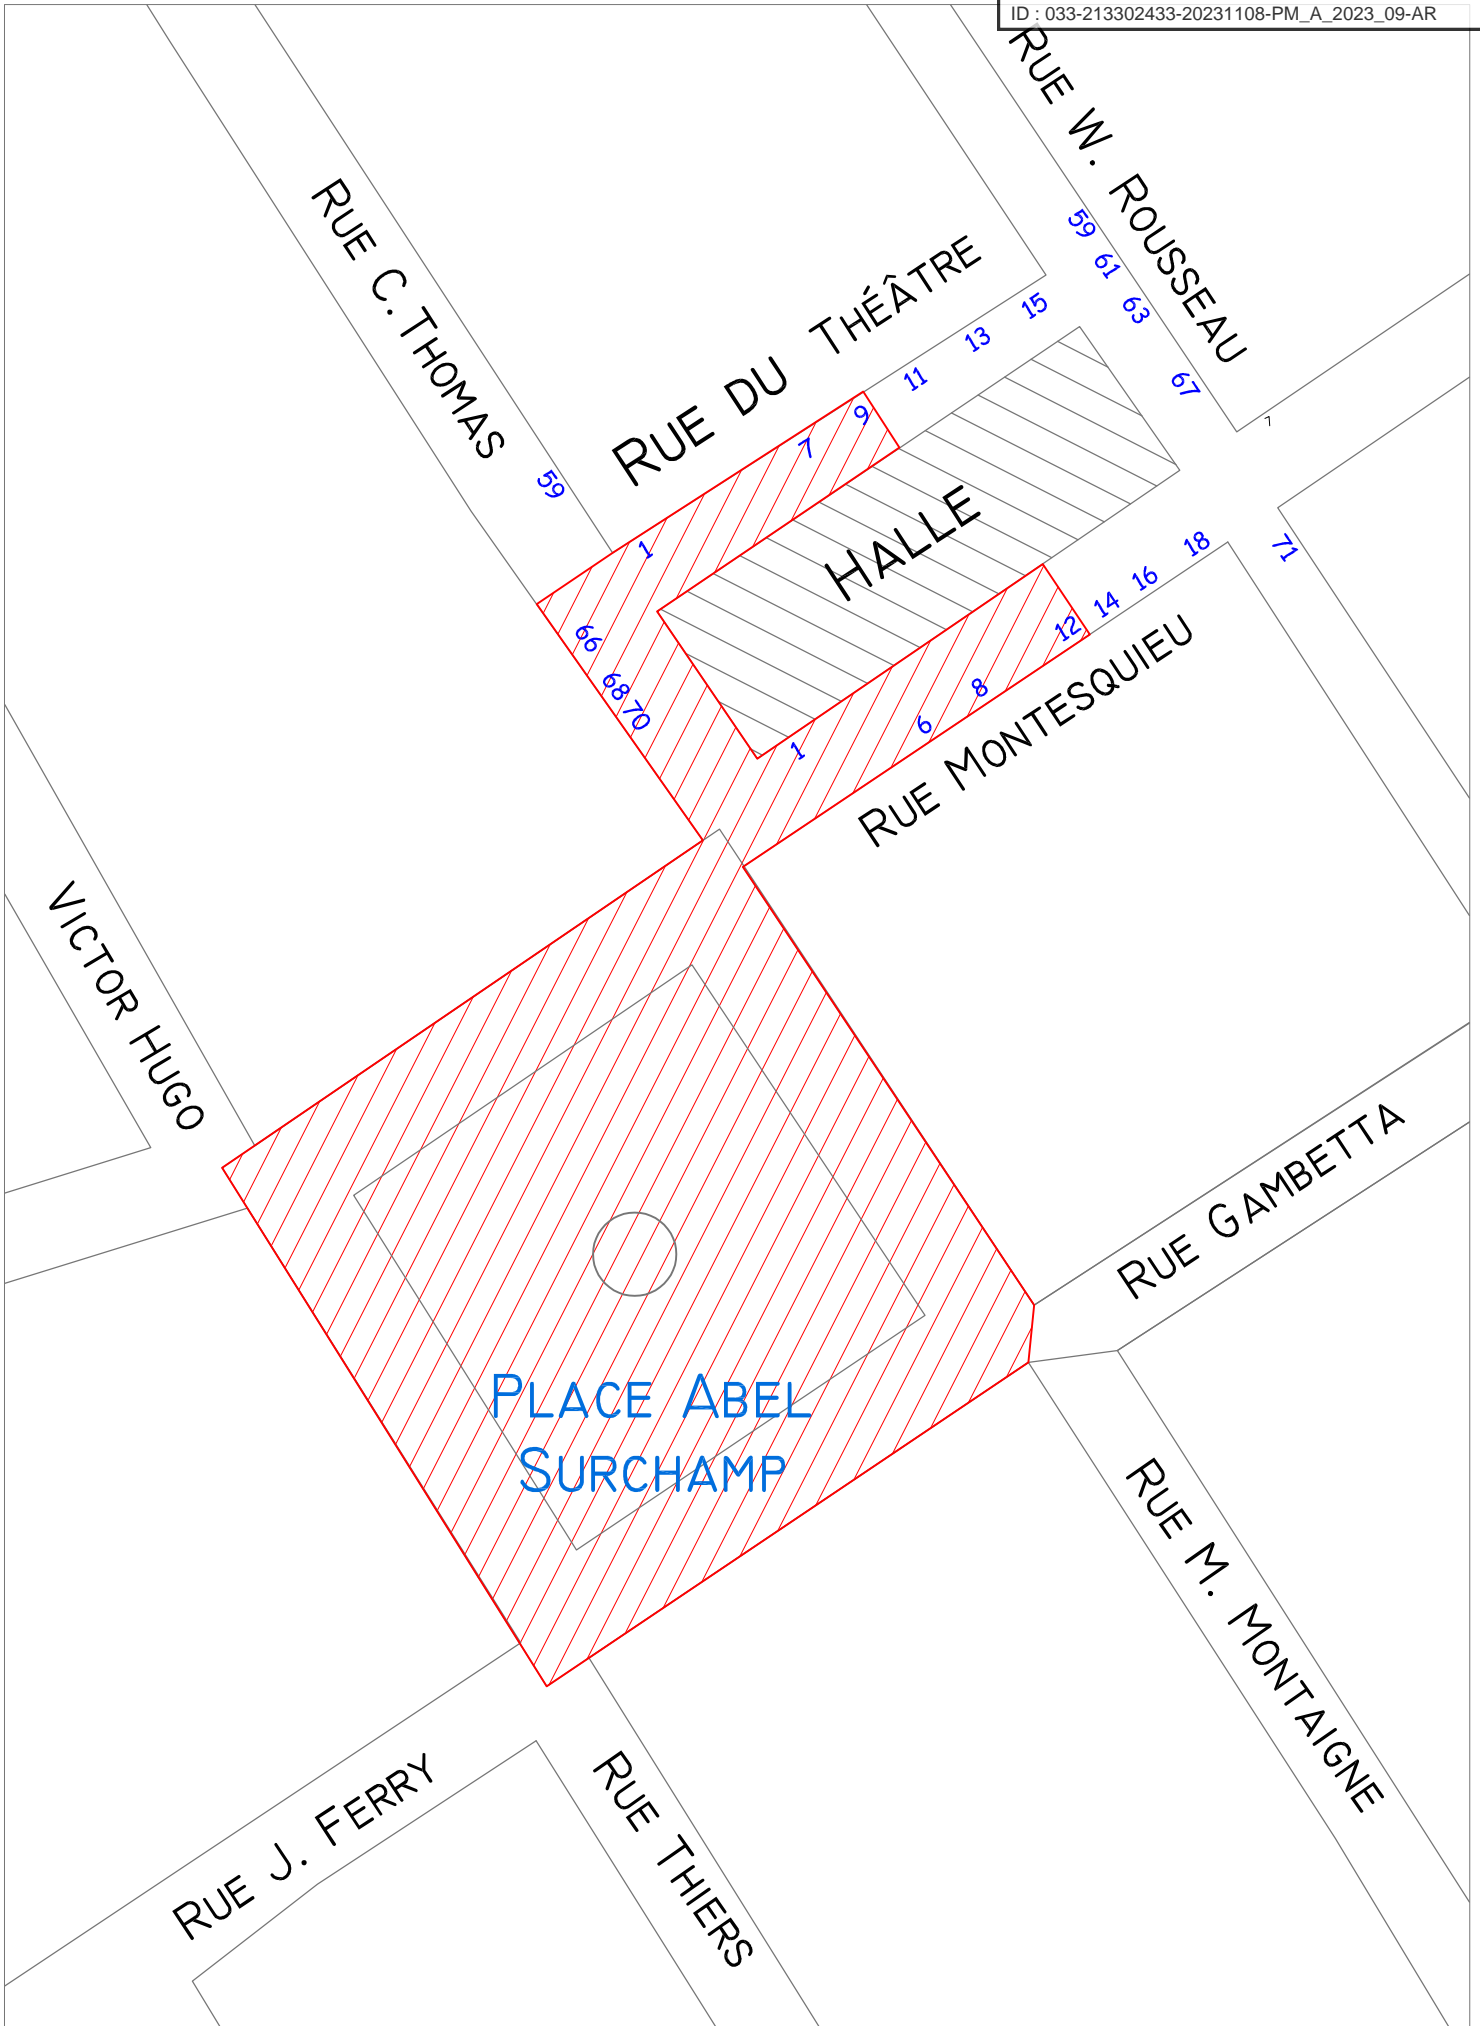 ID : 033-213302433-20231108-PM_A_2023_09-AR
RUE W. ROUSSEAU
RUE C. THOMAS
RUE DU THÉÂTRE
59
61
63
67
7
15
13
11
9
7
1
59
HALLE
66
68
70
1
6
8
12
14
16
18
71
RUE MONTESQUIEU
VICTOR HUGO
RUE GAMBETTA
PLACE ABEL
SURCHAMP
RUE M. MONTAIGNE
RUE J. FERRY
RUE THIERS